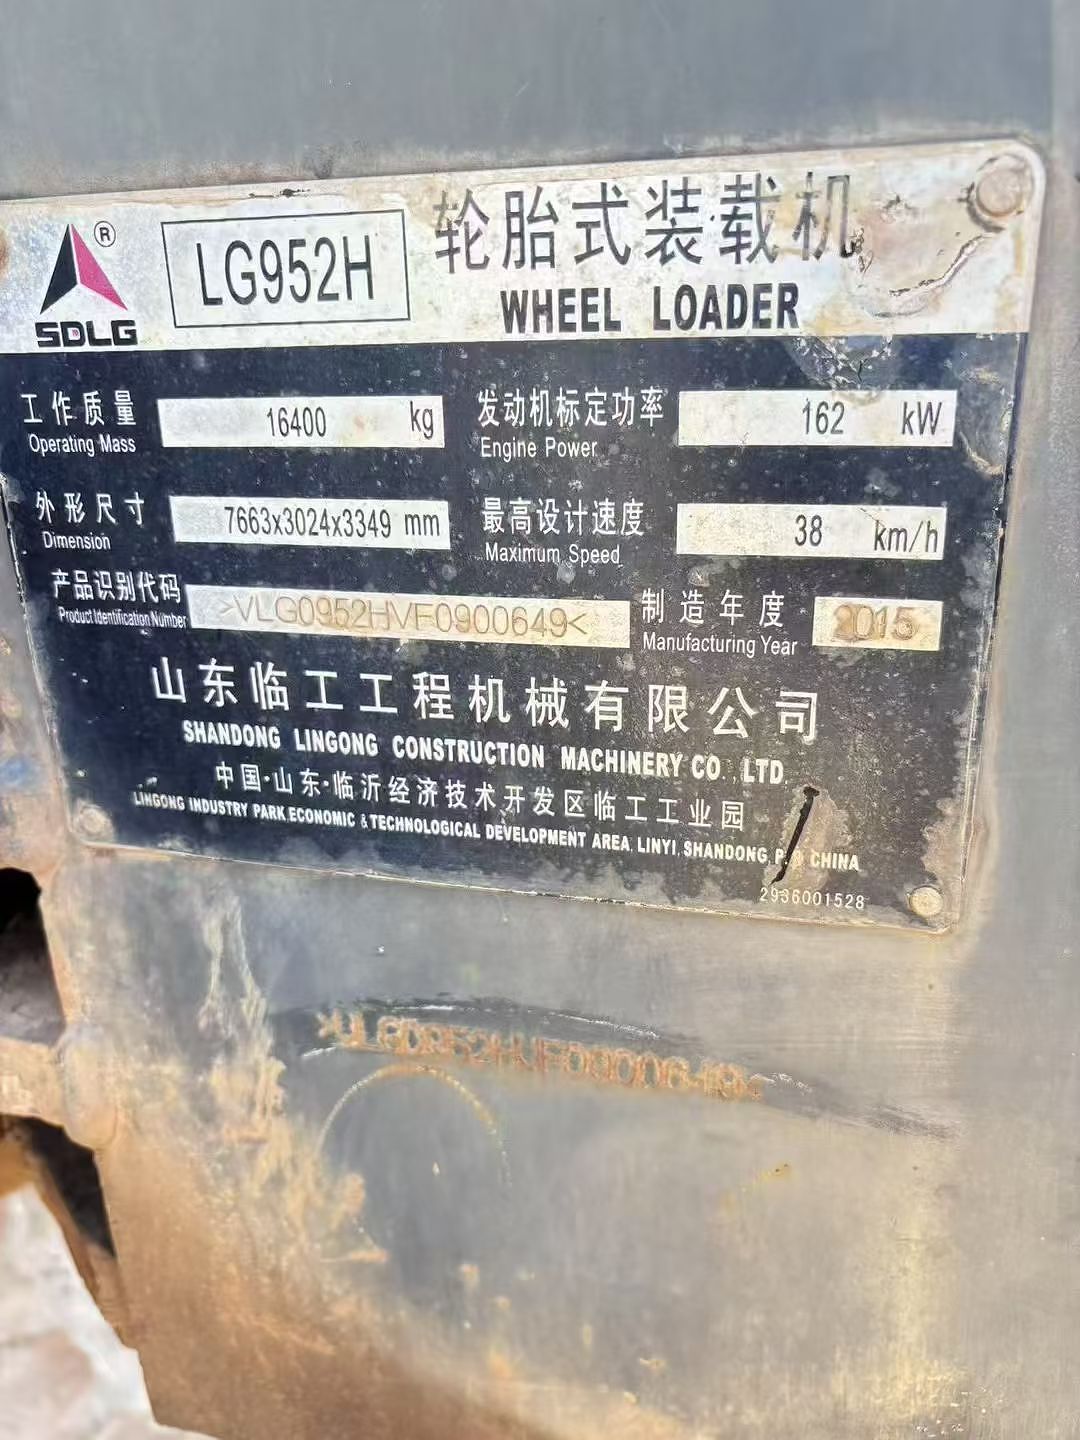 SDLG ®
LG952H
轮胎式装载机
WHEEL LOADER
工作质量 16400 kg
Operating Mass
发动机标定功率 162 kW
Engine Power
外形尺寸 7663x3024x3349 mm
Dimension
最高设计速度 38 km/h
Maximum Speed
产品识别代码 >VLG0952HVF0900649<
Product Identification Number
制造年度 2015
Manufacturing Year
山东临工工程机械有限公司
SHANDONG LINGONG CONSTRUCTION MACHINERY CO.,LTD.
中国·山东·临沂经济技术开发区临工工业园
LINGONG INDUSTRY PARK,ECONOMIC & TECHNOLOGICAL DEVELOPMENT AREA, LINYI, SHANDONG, P. CHINA
2936001528